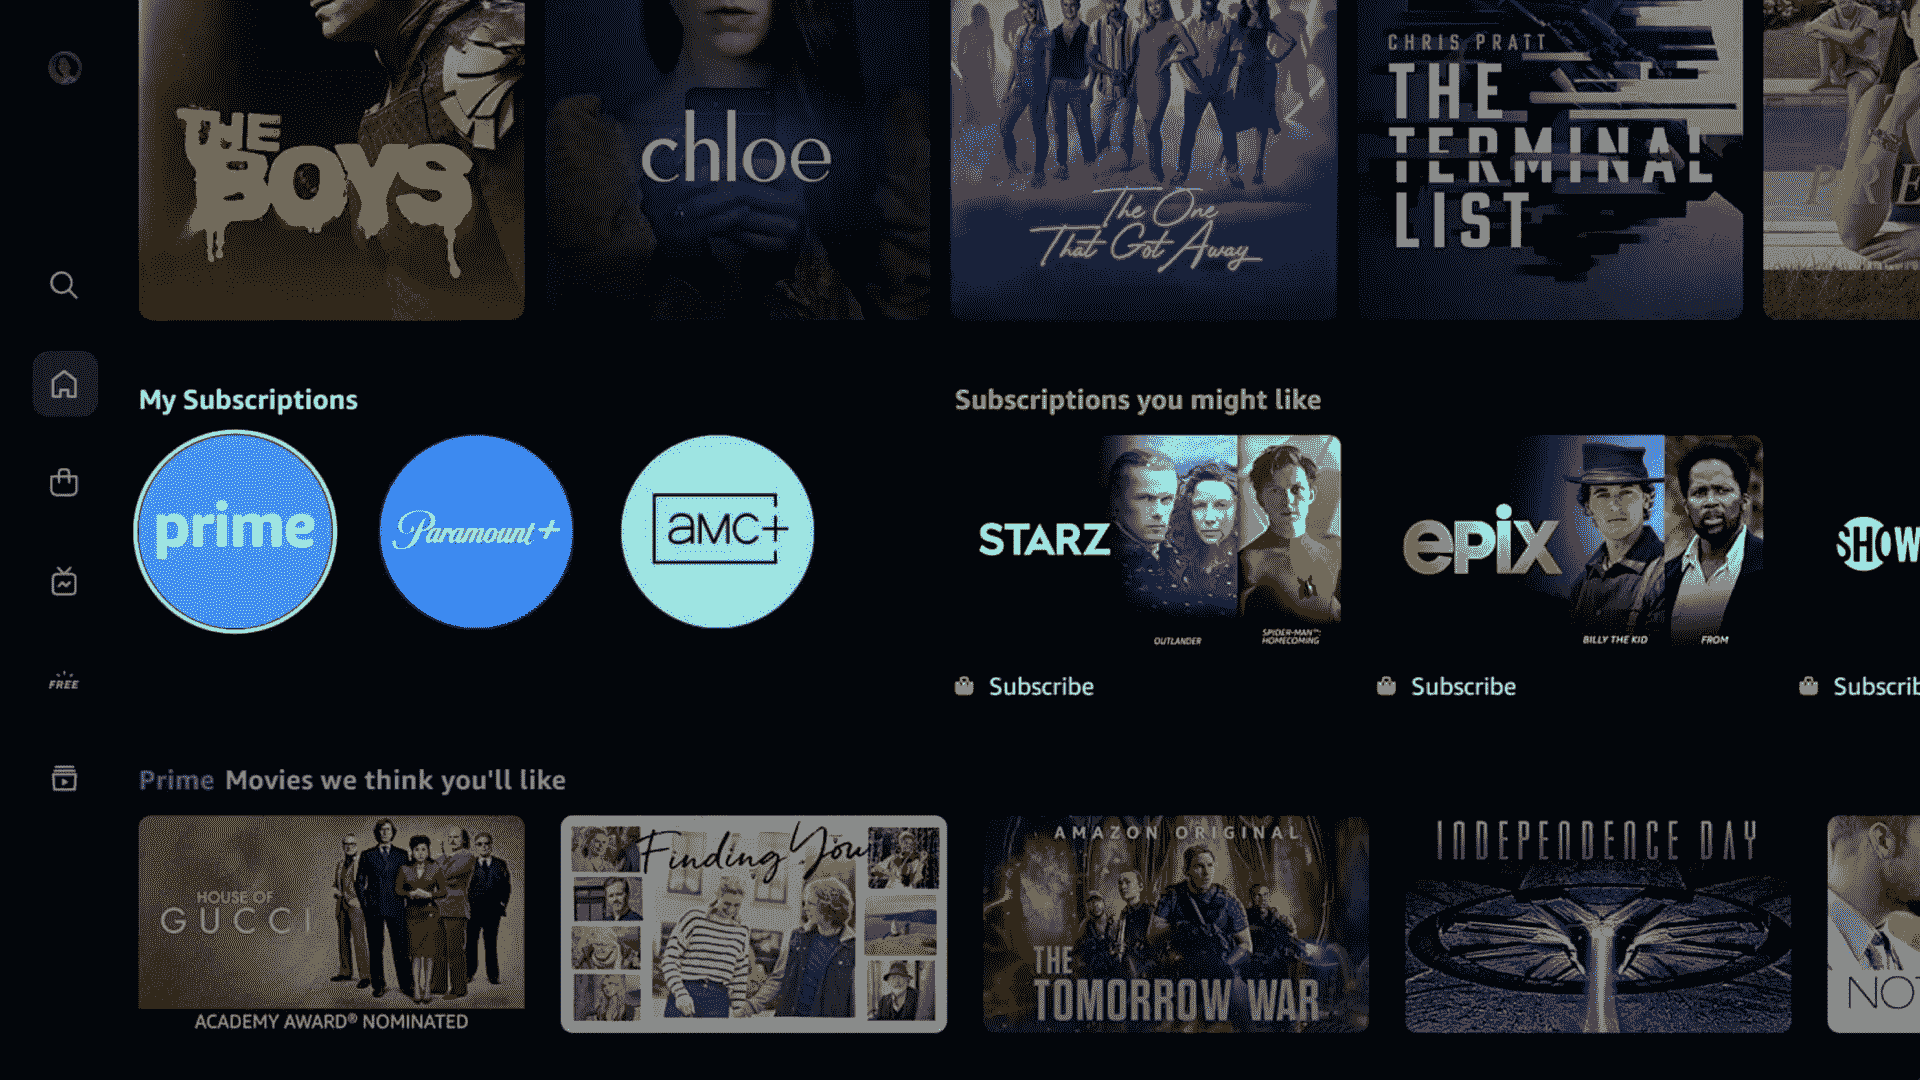 THE
BOYS
chloe
The One
That Got Away
CHRIS PRATT
THE
TERMINAL
LIST
My Subscriptions
Subscriptions you might like
prime
Paramount+
aMC+
STARZ
OUTLANDER
SPIDER-MAN™:
HOMECOMING
epix
BILLY THE KID
FROM
SHOW
FREE
Subscribe
Subscribe
Subscrib
Prime Movies we think you'll like
HOUSE OF
GUCCI
ACADEMY AWARD® NOMINATED
Finding You
AMAZON ORIGINAL
THE
TOMORROW WAR
INDEPENDENCE DAY
NO